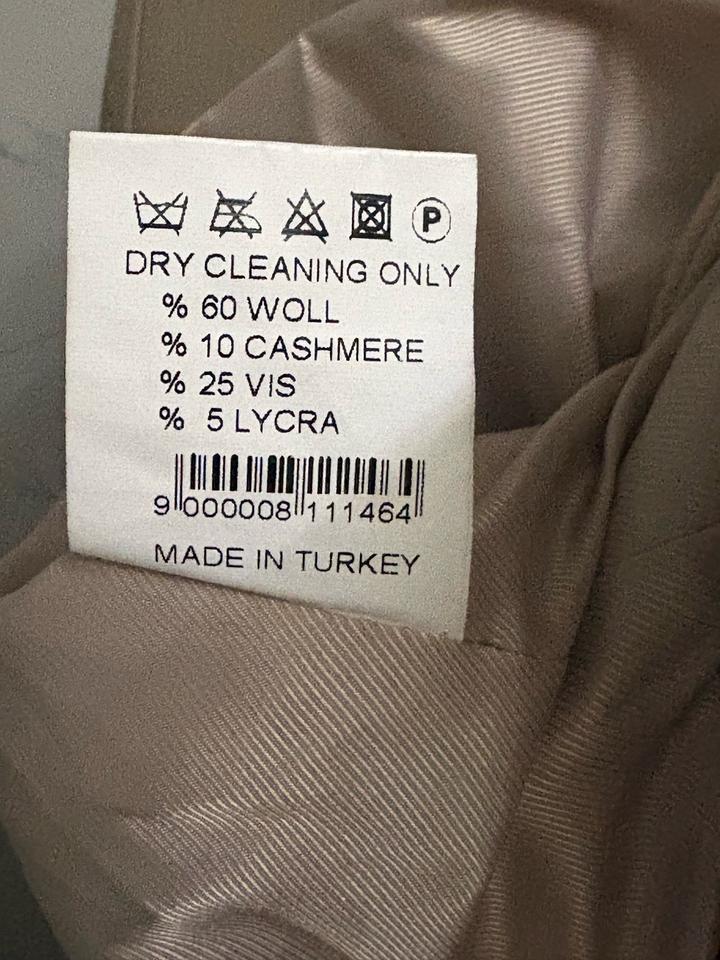 P
DRY CLEANING ONLY
% 60 WOLL
% 10 CASHMERE
% 25 VIS
% 5 LYCRA
9 000008 111464
MADE IN TURKEY